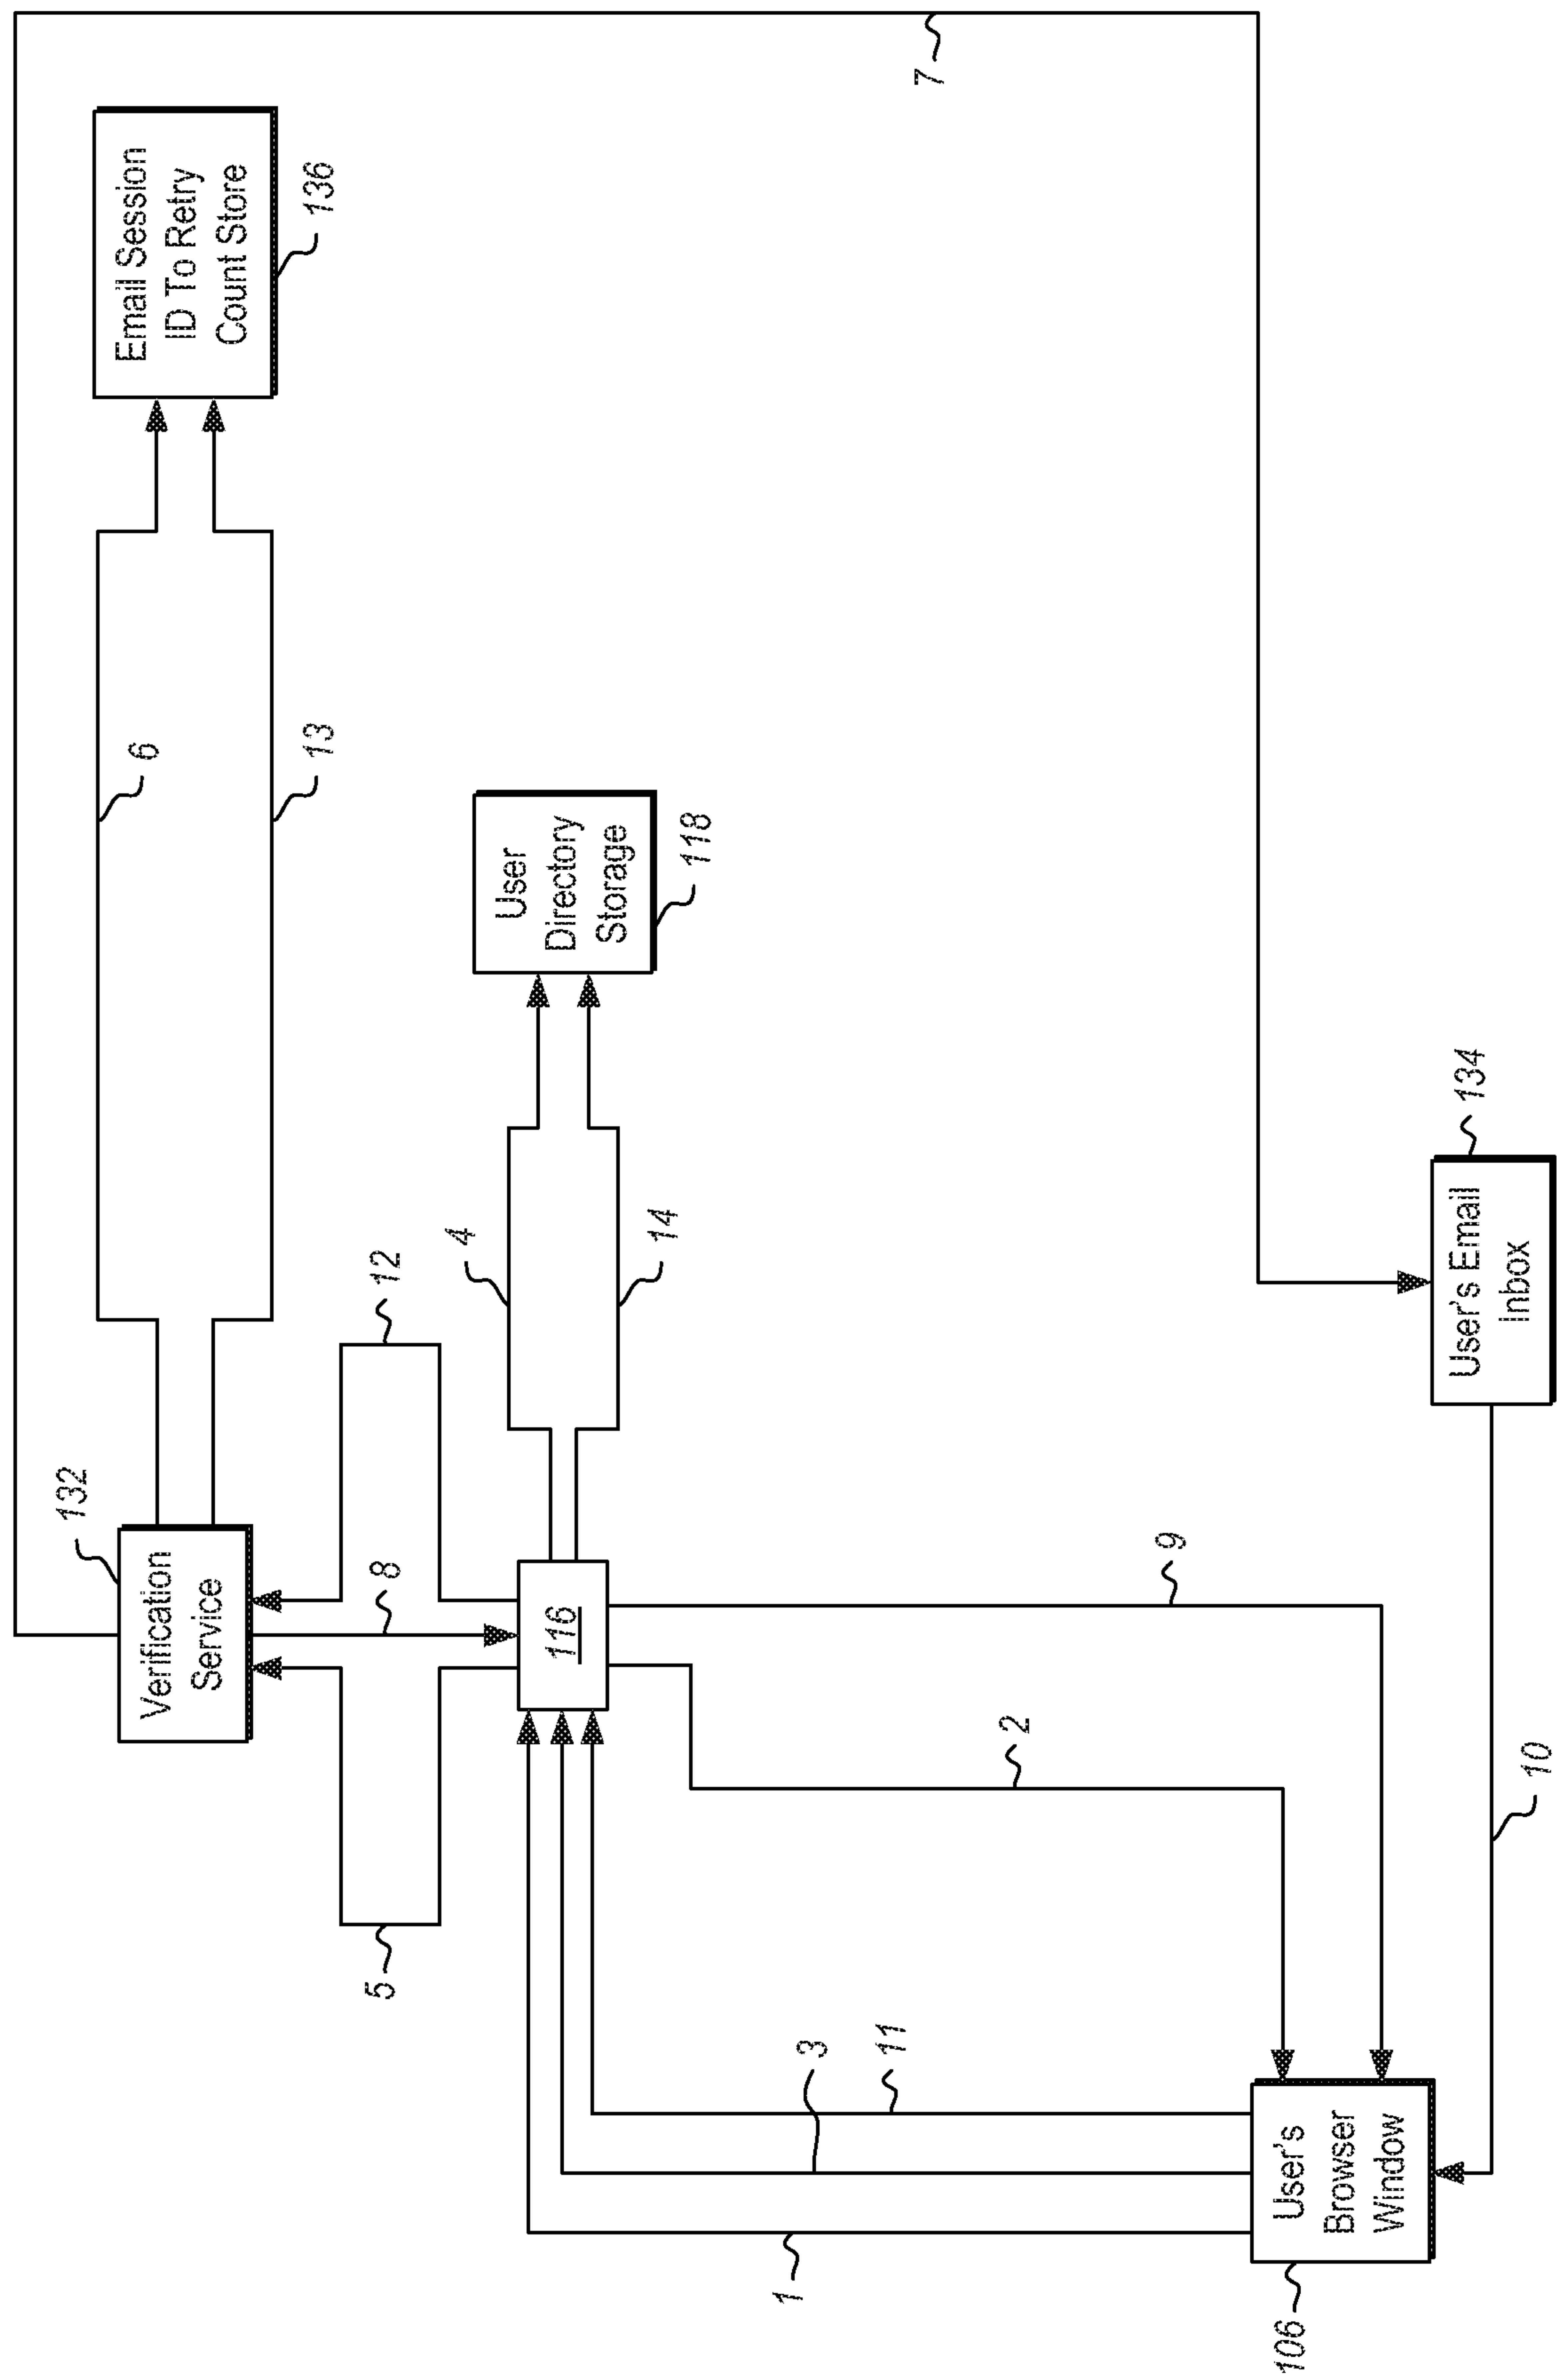 7
Email Session
ID To Retry
Count Store
136
6
13
User
Directory
Storage
118
134
User's Email
Inbox
4
14
12
132
Verification
Service
8
116
9
2
10
5
3
11
1
User's
Browser
Window
106